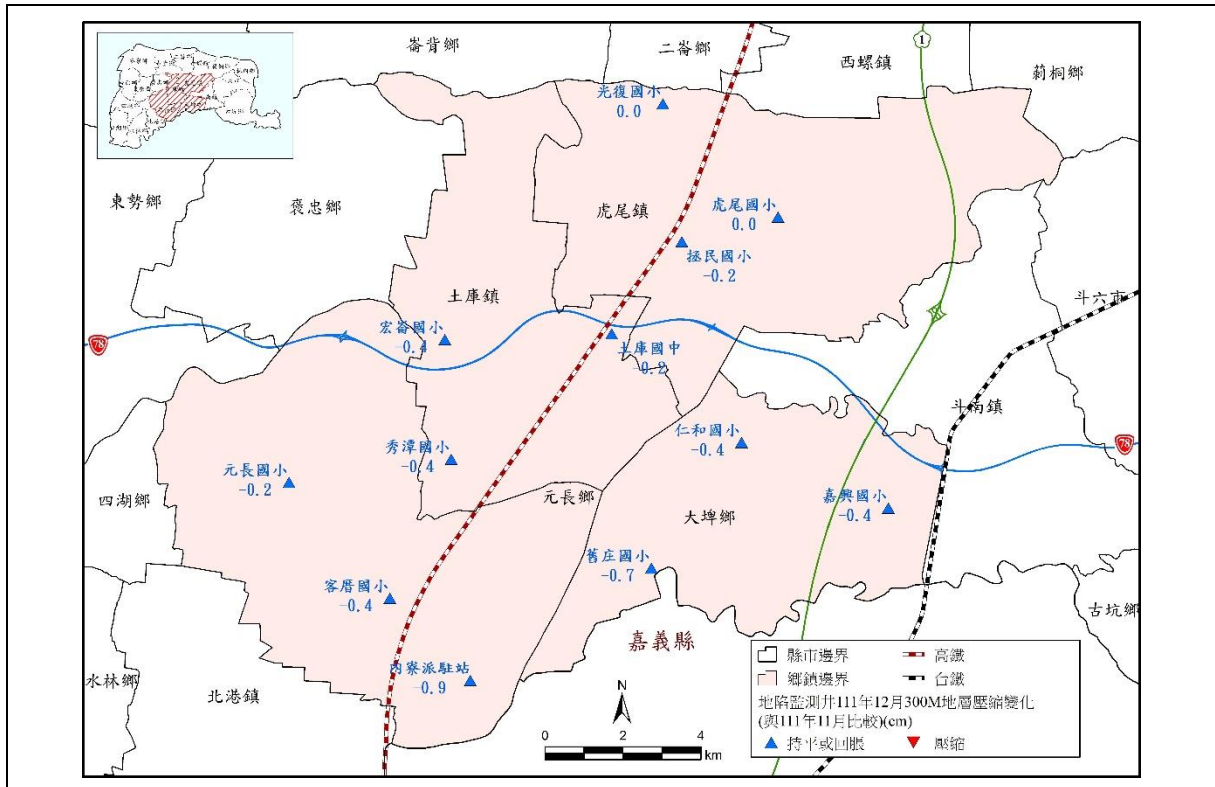 崙背鄉
二崙鄉
西螺鎮
莿桐鄉
1
光復國小
0.0
東勢鄉
褒忠鄉
虎尾鎮
虎尾國小
0.0
拯民國小
-0.2
土庫鎮
斗六市
78
宏崙國小
-0.4
土庫國中
-0.2
斗南鎮
仁和國小
-0.4
78
秀潭國小
-0.4
元長國小
-0.2
四湖鄉
元長鄉
大埤鄉
嘉興國小
-0.4
舊庄國小
-0.7
客厝國小
-0.4
古坑鄉
嘉義縣
內寮派駐站
-0.9
水林鄉
北港鎮
N
0 2 4
km
縣市邊界
高鐵
鄉鎮邊界
台鐵
地陷監測井111年12月300M地層壓縮變化
(與111年11月比較)(cm)
持平或回脹
壓縮